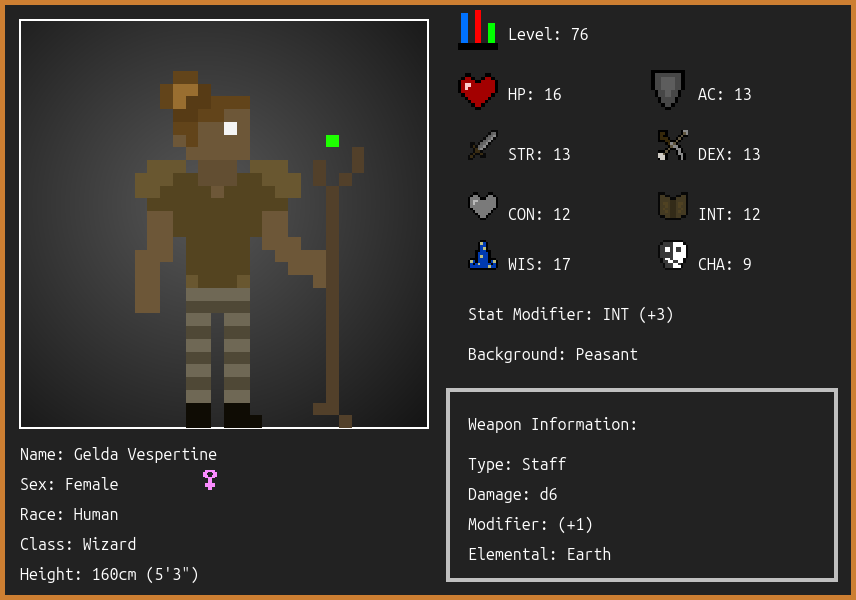 Level: 76
HP: 16
AC: 13
STR: 13
DEX: 13
CON: 12
INT: 12
WIS: 17
CHA: 9
Stat Modifier: INT (+3)
Background: Peasant
Weapon Information:
Type: Staff
Damage: d6
Modifier: (+1)
Elemental: Earth
Name: Gelda Vespertine
Sex: Female
Race: Human
Class: Wizard
Height: 160cm (5'3")